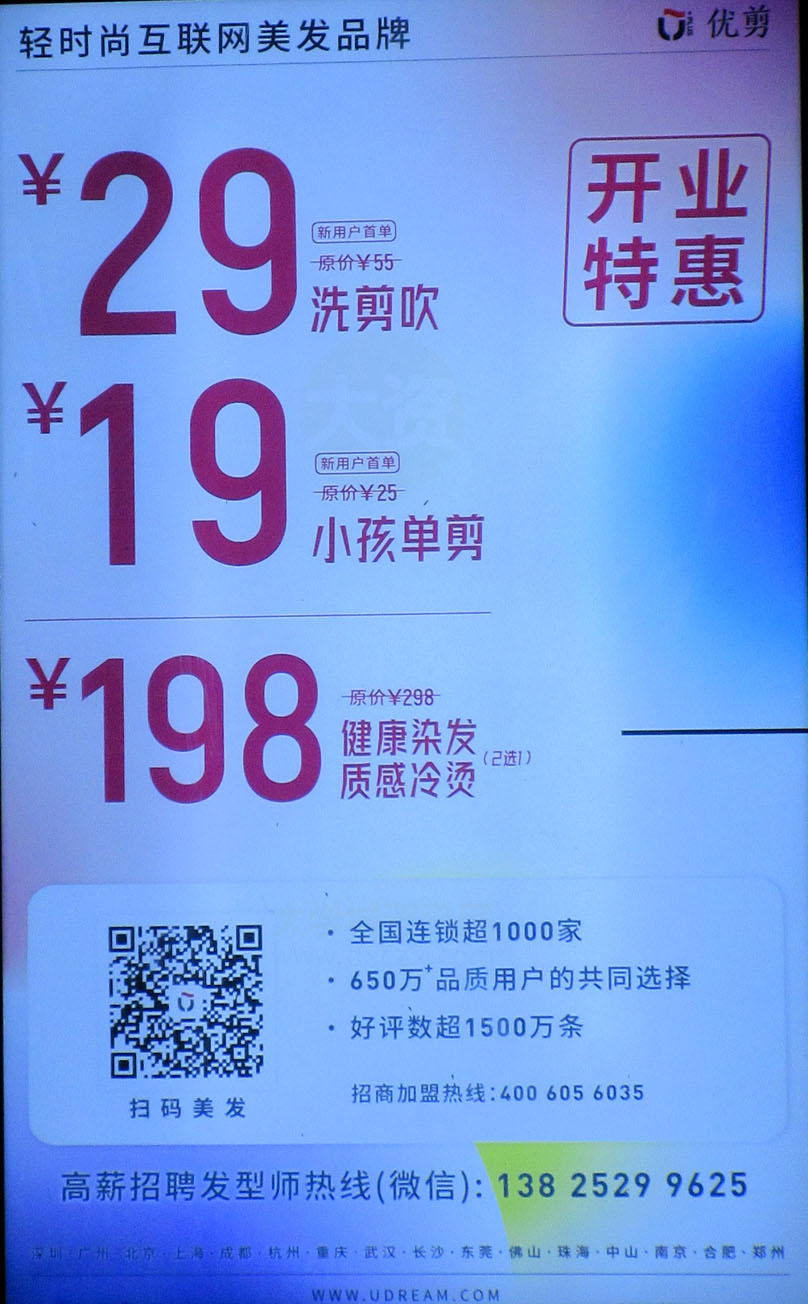 轻时尚互联网美发品牌
优剪
开业
特惠
¥29
新用户首单
原价¥55
洗剪吹
¥19
新用户首单
原价¥25
小孩单剪
¥198
原价¥298
健康染发
质感冷烫
(2选1)
扫码美发
· 全国连锁超1000家
· 650万+品质用户的共同选择
· 好评数超1500万条
招商加盟热线:400 605 6035
高薪招聘发型师热线(微信): 138 2529 9625
深圳·广州·北京·上海·成都·杭州·重庆·武汉·长沙·东莞·佛山·珠海·中山·南京·合肥·郑州
WWW.UDREAM.COM